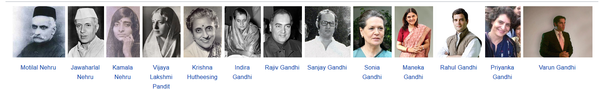 Motilal Nehru
Jawaharlal
Nehru
Kamala
Nehru
Vijaya
Lakshmi
Pandit
Krishna
Hutheesing
Indira
Gandhi
Rajiv Gandhi
Sanjay Gandhi
Sonia
Gandhi
Maneka
Gandhi
Rahul Gandhi
Priyanka
Gandhi
Varun Gandhi